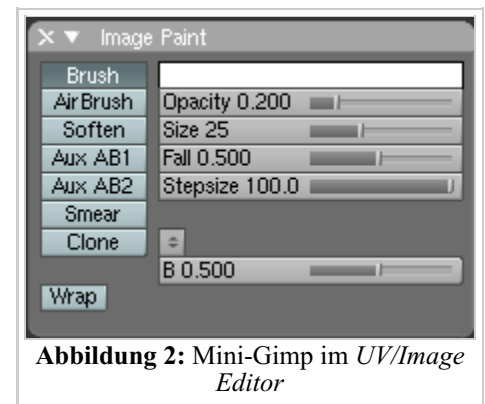 Image Paint
Brush
AirBrush Opacity 0.200
Soften Size 25
Aux AB1 Fall 0.500
Aux AB2 Stepsize 100.0
Smear
Clone
B 0.500
Wrap
Abbildung 2: Mini-Gimp im UV/Image
Editor